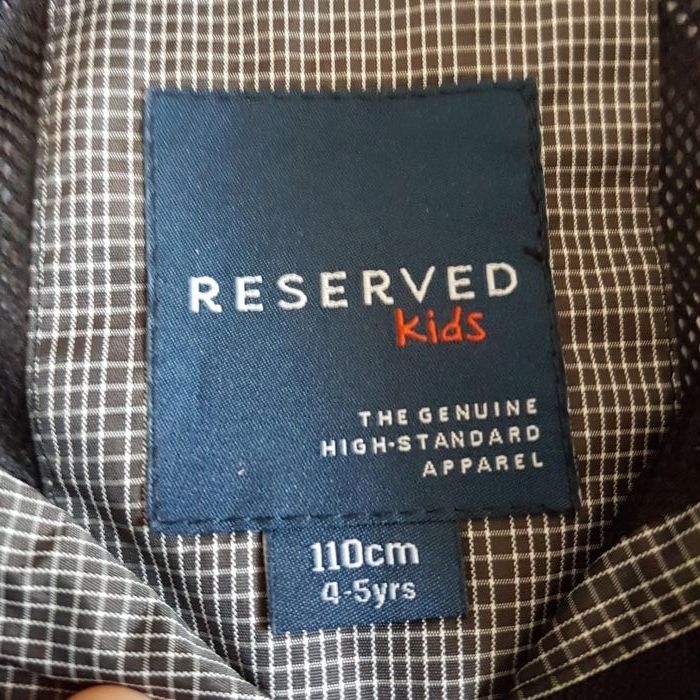 RESERVED
kids
THE GENUINE
HIGH-STANDARD
APPAREL
110cm
4-5yrs